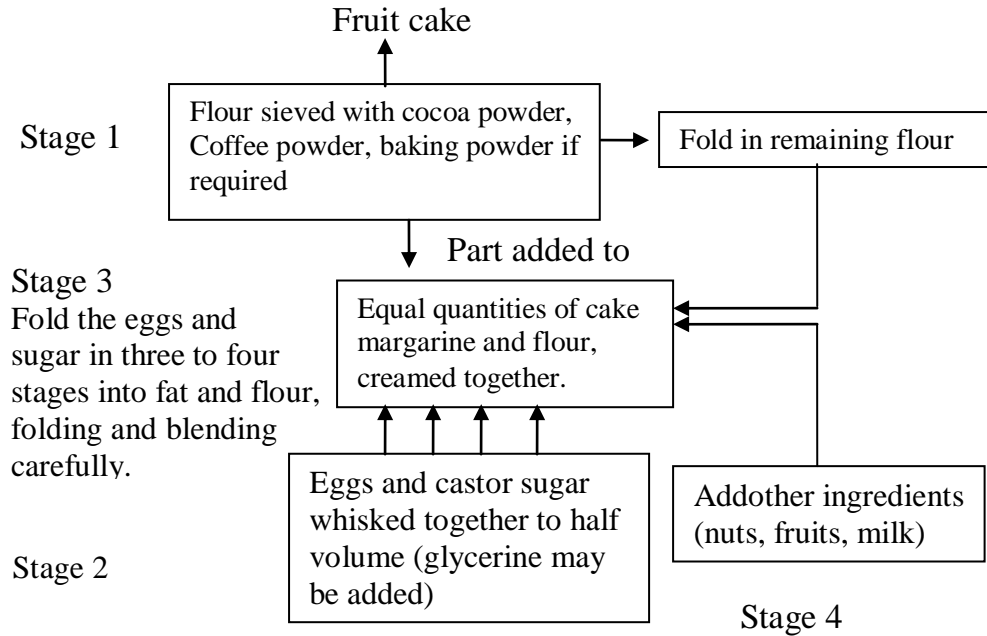 Fruit cake
Stage 1
Flour sieved with cocoa powder,
Coffee powder, baking powder if
required
Fold in remaining flour
Part added to
Stage 3
Fold the eggs and
sugar in three to four
stages into fat and flour,
folding and blending
carefully.
Equal quantities of cake
margarine and flour,
creamed together.
Stage 2
Eggs and castor sugar
whisked together to half
volume (glycerine may
be added)
Addother ingredients
(nuts, fruits, milk)
Stage 4